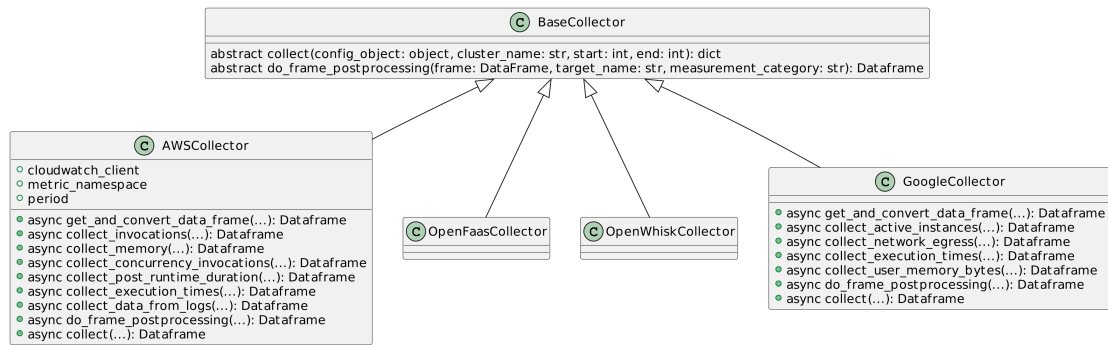 C BaseCollector
abstract collect(config_object: object, cluster_name: str, start: int, end: int): dict
abstract do_frame_postprocessing(frame: DataFrame, target_name: str, measurement_category: str): Dataframe
C AWSCollector
cloudwatch_client
metric_namespace
period
async get_and_convert_data_frame(...): Dataframe
async collect_invocations(...): Dataframe
async collect_memory(...): Dataframe
async collect_concurrency_invocations(...): Dataframe
async collect_post_runtime_duration(...): Dataframe
async collect_execution_times(...): Dataframe
async collect_data_from_logs(...): Dataframe
async do_frame_postprocessing(...): Dataframe
async collect(...): Dataframe
C OpenFaasCollector
C OpenWhiskCollector
C GoogleCollector
async get_and_convert_data_frame(...): Dataframe
async collect_active_instances(...): Dataframe
async collect_network_egress(...): Dataframe
async collect_execution_times(...): Dataframe
async collect_user_memory_bytes(...): Dataframe
async do_frame_postprocessing(...): Dataframe
async collect(...): Dataframe